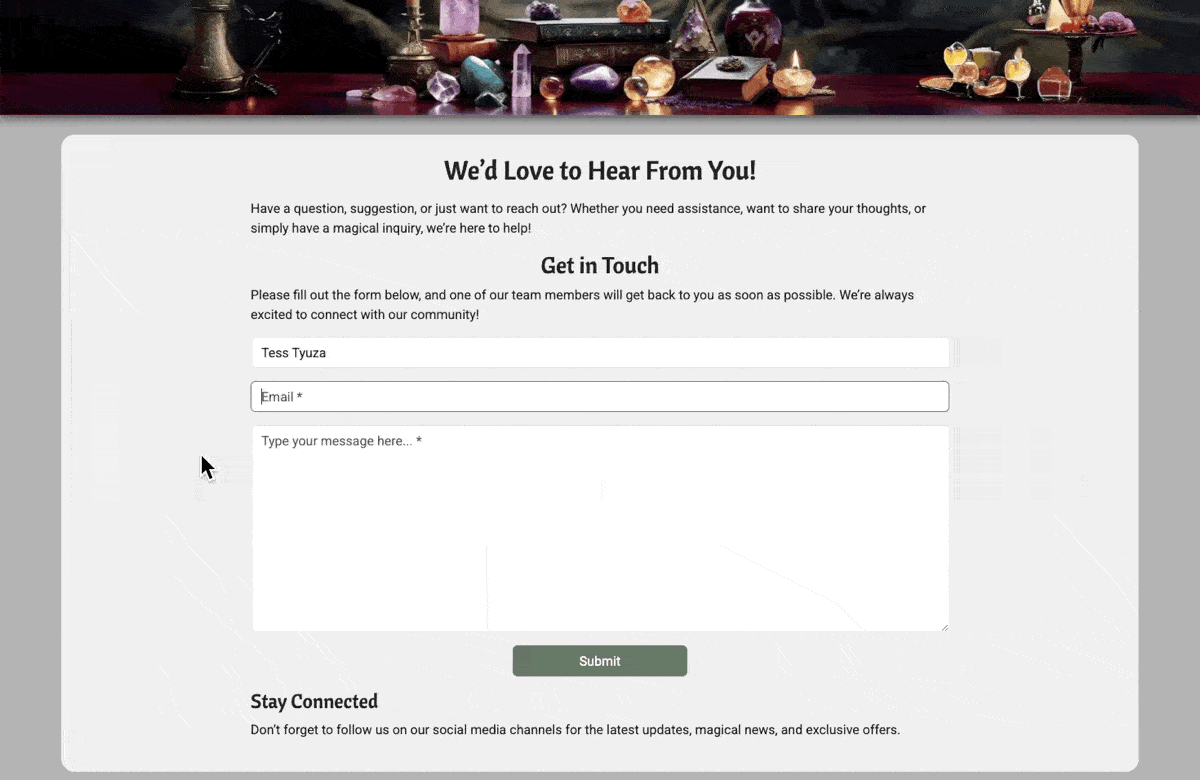 We’d Love to Hear From You!
Have a question, suggestion, or just want to reach out? Whether you need assistance, want to share your thoughts, or
simply have a magical inquiry, we’re here to help!
Get in Touch
Please fill out the form below, and one of our team members will get back to you as soon as possible. We’re always
excited to connect with our community!
Tess Tyuza
Email *
Type your message here... *
Submit
Stay Connected
Don’t forget to follow us on our social media channels for the latest updates, magical news, and exclusive offers.